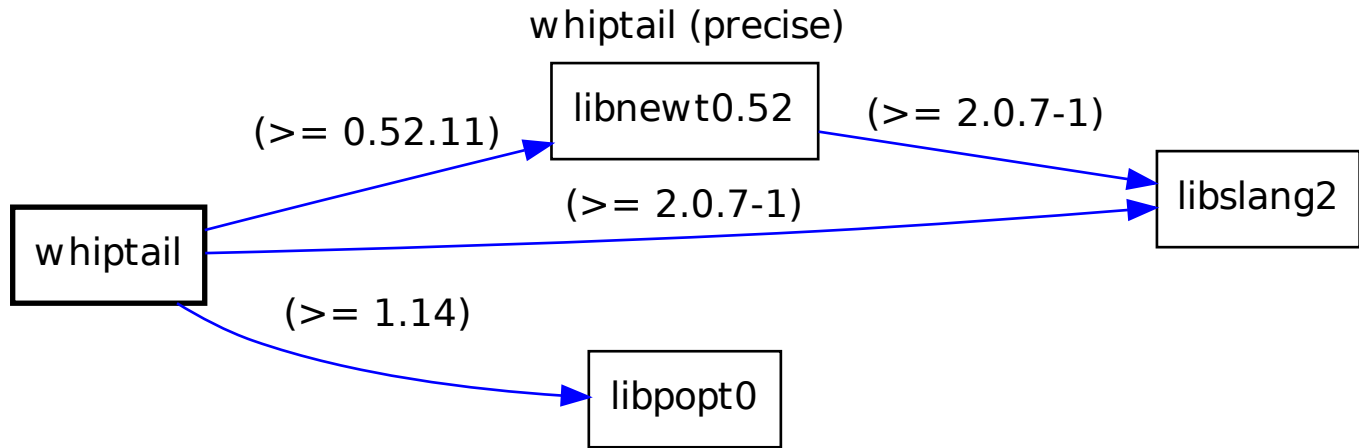 whiptail (precise)
libnewt0.52
(>= 0.52.11)
(>= 2.0.7-1)
libslang2
(>= 2.0.7-1)
whiptail
(>= 1.14)
libpopt0